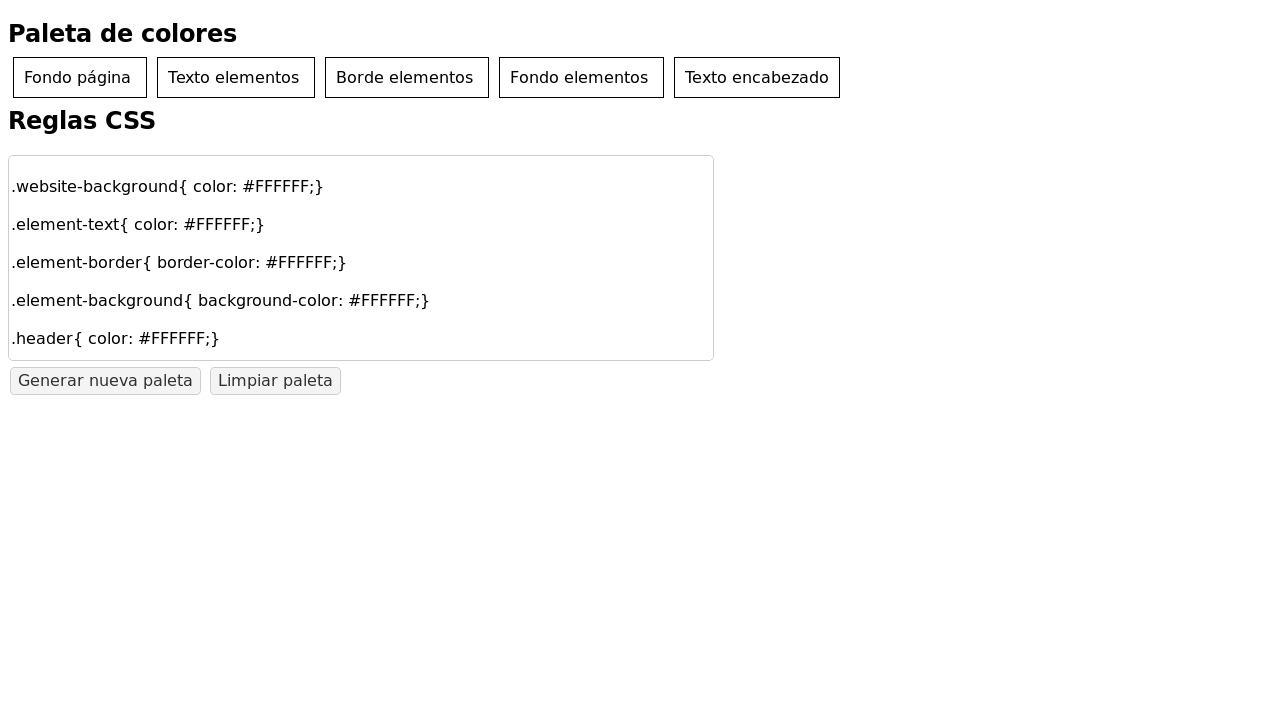 Paleta de colores
Fondo página Texto elementos Borde elementos Fondo elementos Texto encabezado
Reglas CSS
.website-background{ color: #FFFFFF;}
.element-text{ color: #FFFFFF;}
.element-border{ border-color: #FFFFFF;}
.element-background{ background-color: #FFFFFF;}
.header{ color: #FFFFFF;}
Generar nueva paleta Limpiar paleta